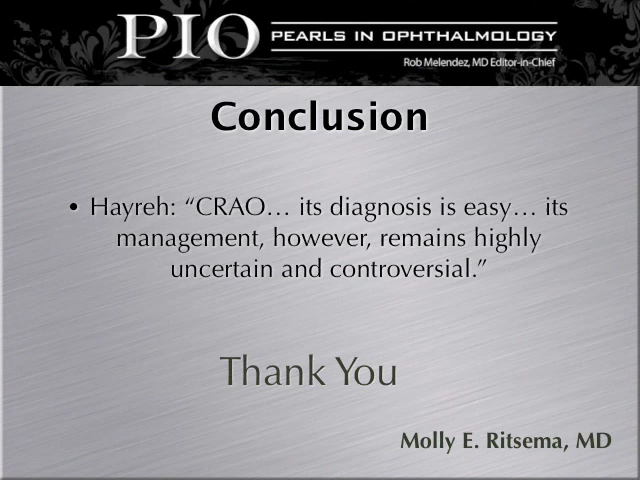 PIO PEARLS IN OPHTHALMOLOGY
Rob Melendez, MD Editor-in-Chief
Conclusion
• Hayreh: “CRAO… its diagnosis is easy… its
management, however, remains highly
uncertain and controversial.”
Thank You
Molly E. Ritsema, MD